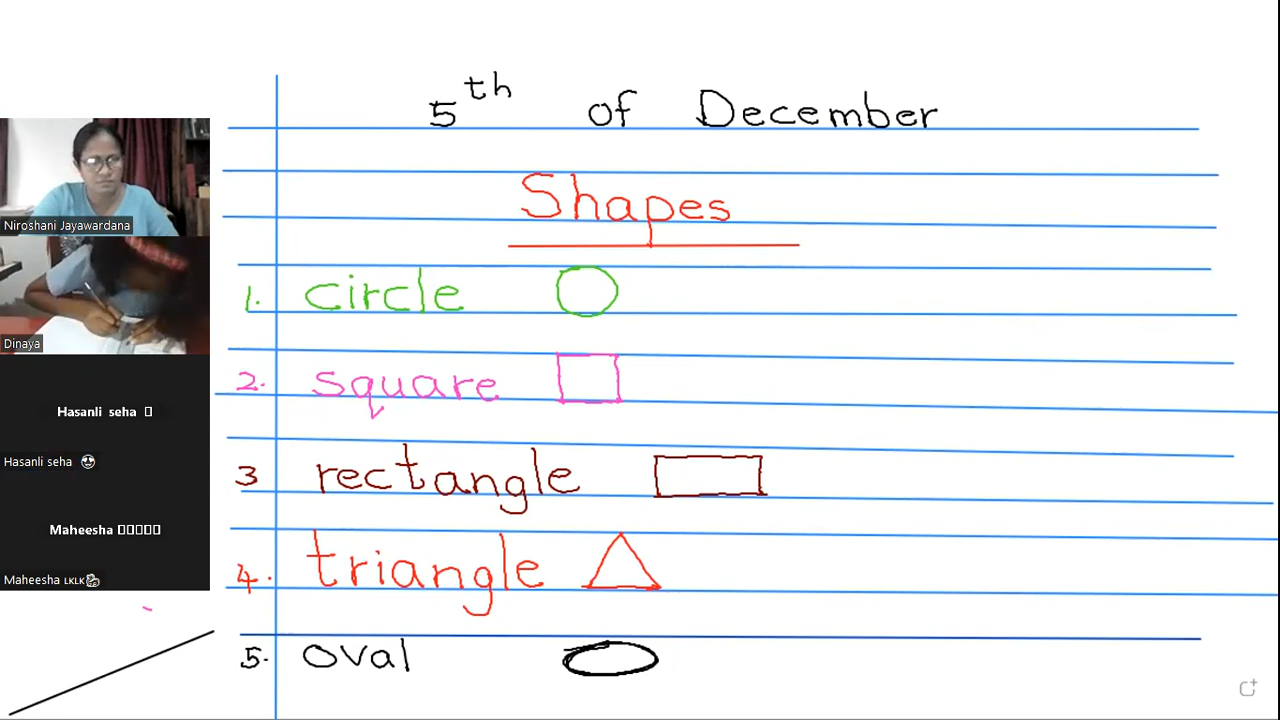 5th of December
Shapes
1. circle
2. square
3 rectangle
4. triangle
5. oval
Niroshani Jayawardana
Dinaya
Hasanli seha
Hasanli seha
Maheesha
Maheesha LKLK